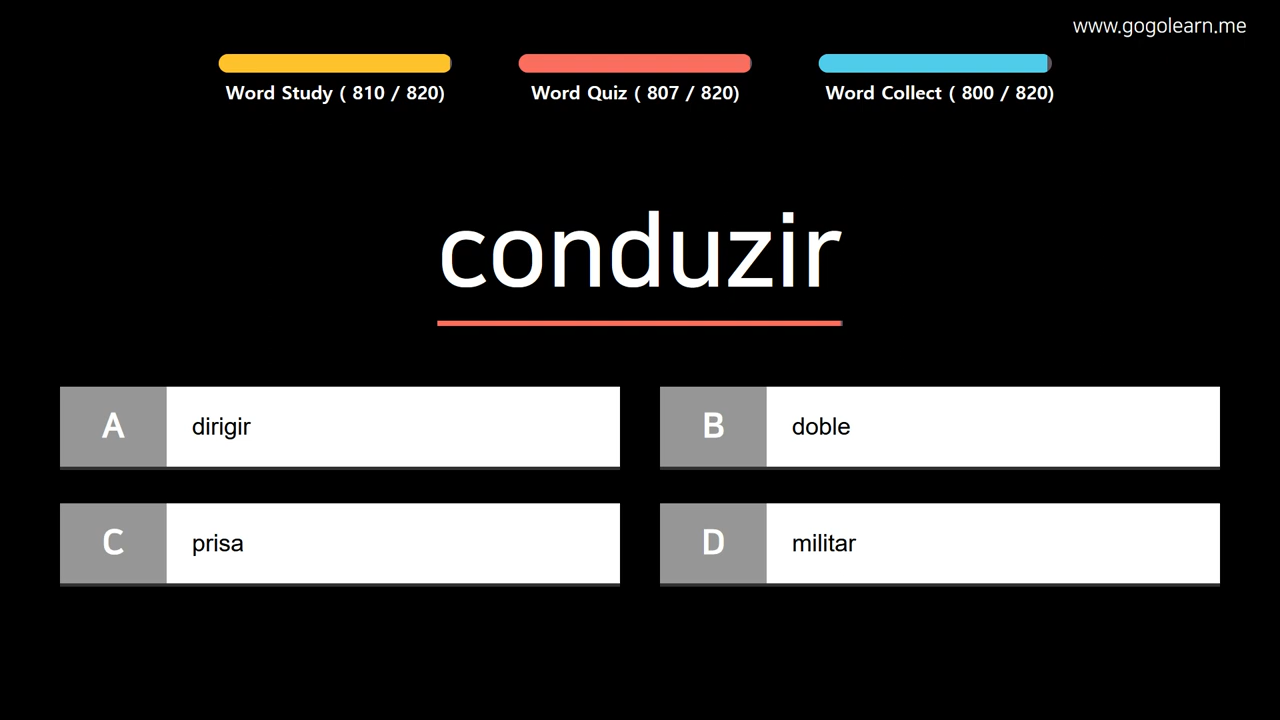 www.gogolearn.me
Word Study ( 810 / 820)
Word Quiz ( 807 / 820)
Word Collect ( 800 / 820)
conduzir
A dirigir
B doble
C prisa
D militar